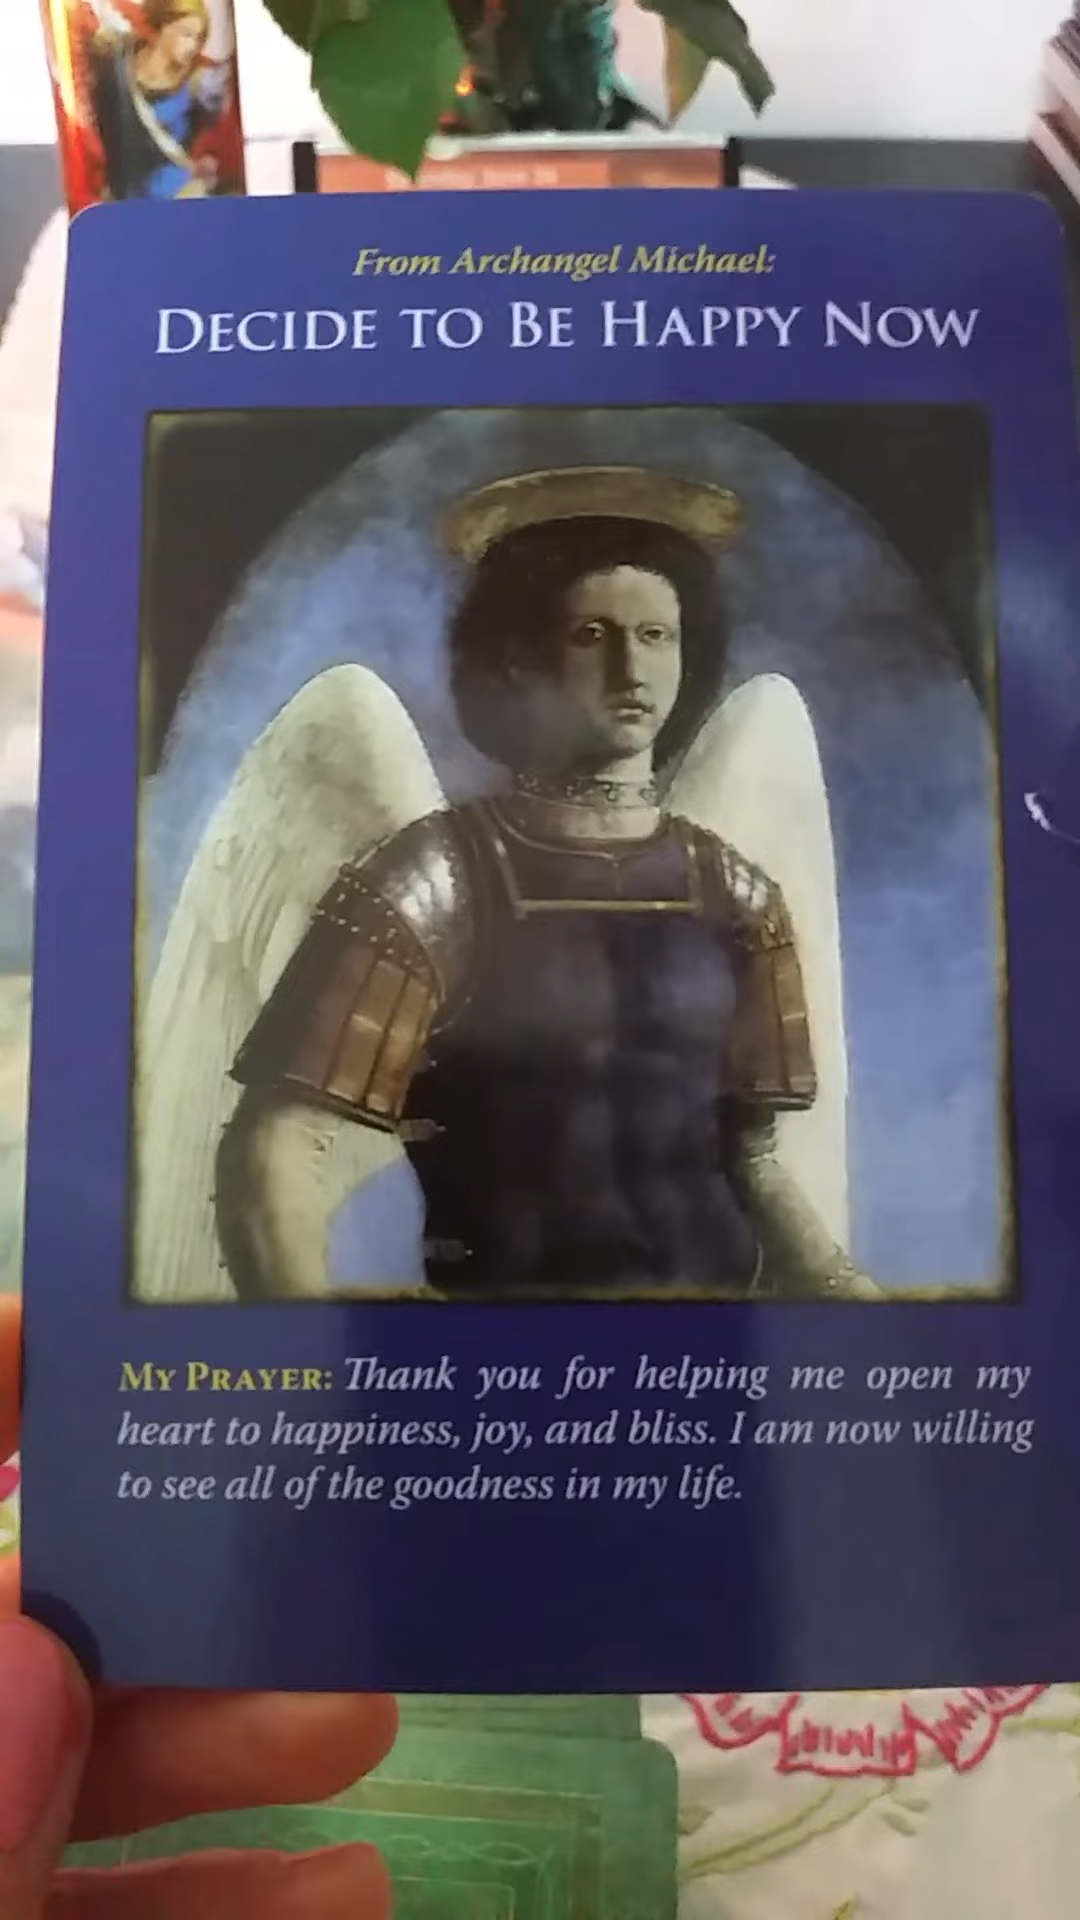 From Archangel Michael:
DECIDE TO BE HAPPY NOW
MY PRAYER: Thank you for helping me open my
heart to happiness, joy, and bliss. I am now willing
to see all of the goodness in my life.